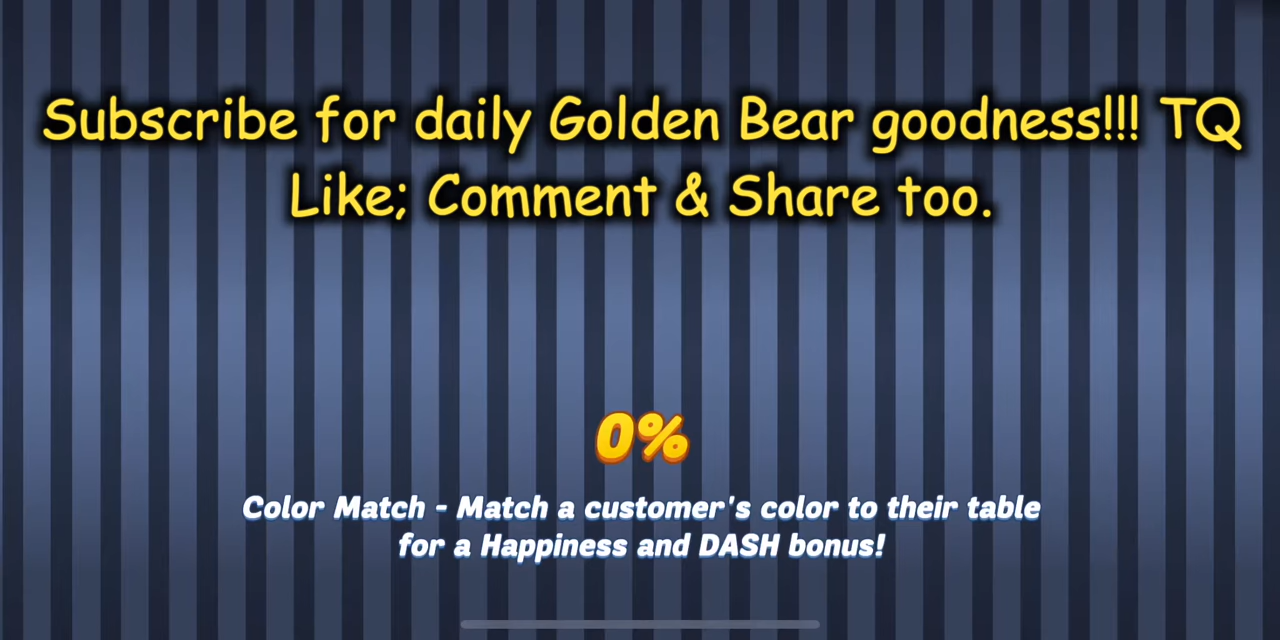 Subscribe for daily Golden Bear goodness!!! TQ
Like; Comment & Share too.
0%
Color Match - Match a customer's color to their table
for a Happiness and DASH bonus!